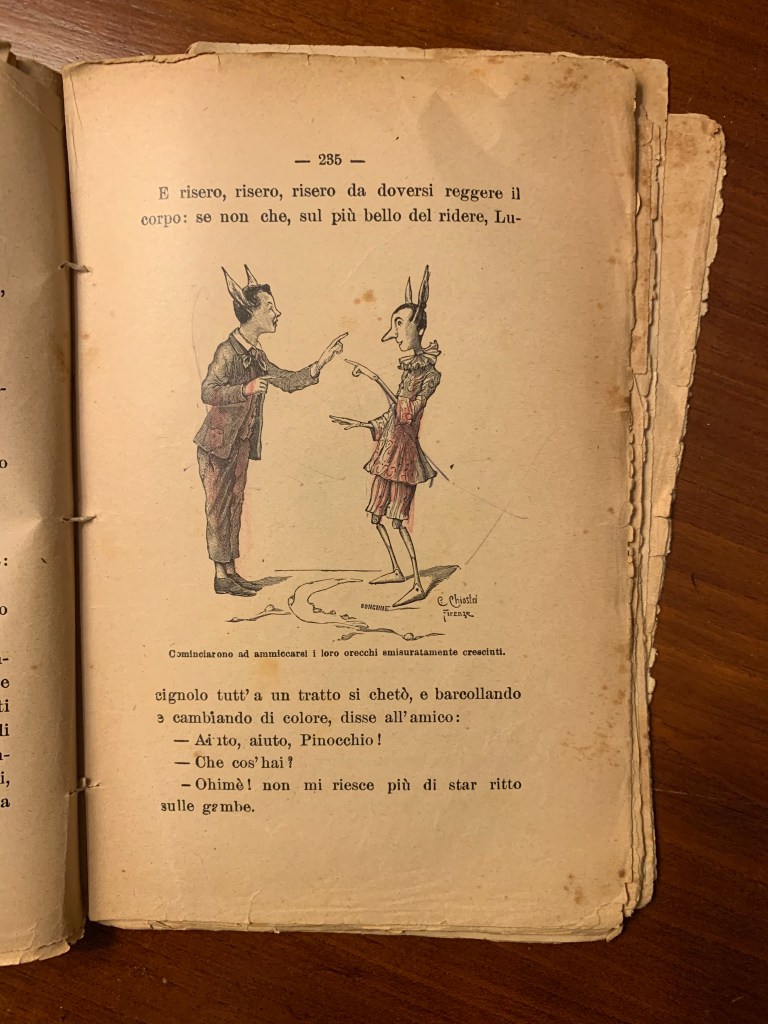 — 235 —
E risero, risero, risero da doversi reggere il
corpo: se non che, sul più bello del ridere, Lu-
C. Chiostri
Firenze
Cominciarono ad ammiccarsi i loro orecchi smisuratamente cresciuti.
cignolo tutt'a un tratto si chetò, e barcollando
e cambiando di colore, disse all'amico:
— Aiuto, aiuto, Pinocchio!
— Che cos'hai?
— Ohimè! non mi riesce più di star ritto
sulle gambe.